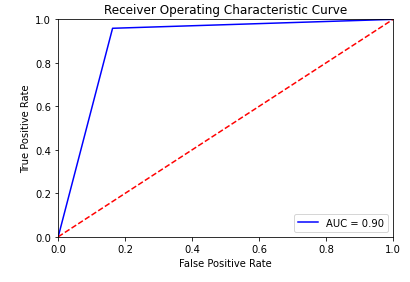 Receiver Operating Characteristic Curve
1.0
0.8
0.6
0.4
0.2
0.0
True Positive Rate
AUC = 0.90
0.0 0.2 0.4 0.6 0.8 1.0
False Positive Rate